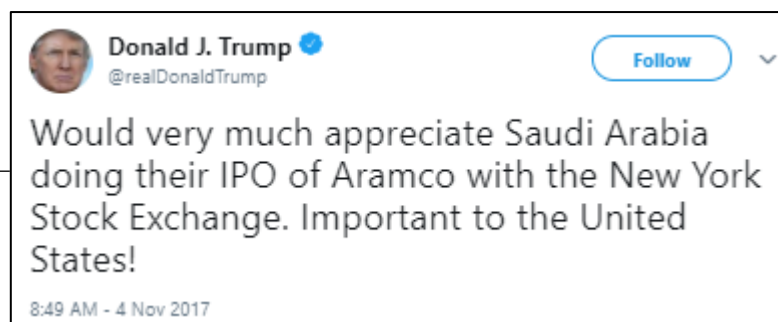 Donald J. Trump
@realDonaldTrump
Follow
Would very much appreciate Saudi Arabia
doing their IPO of Aramco with the New York
Stock Exchange. Important to the United
States!
8:49 AM - 4 Nov 2017